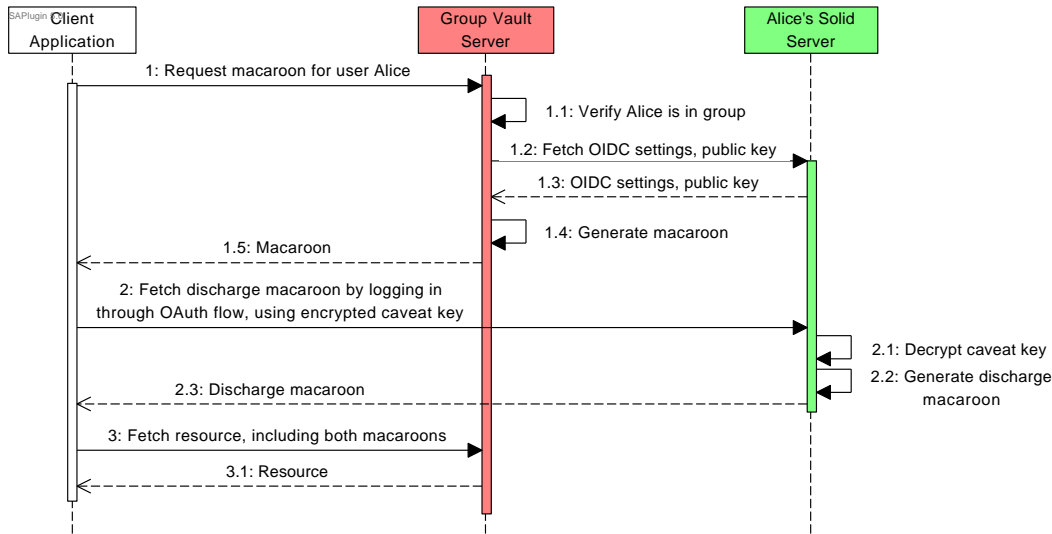 SAPlugin
Client
Application
Group Vault
Server
Alice's Solid
Server
1: Request macaroon for user Alice
1.1: Verify Alice is in group
1.2: Fetch OIDC settings, public key
1.3: OIDC settings, public key
1.4: Generate macaroon
1.5: Macaroon
2: Fetch discharge macaroon by logging in
through OAuth flow, using encrypted caveat key
2.1: Decrypt caveat key
2.2: Generate discharge
macaroon
2.3: Discharge macaroon
3: Fetch resource, including both macaroons
3.1: Resource